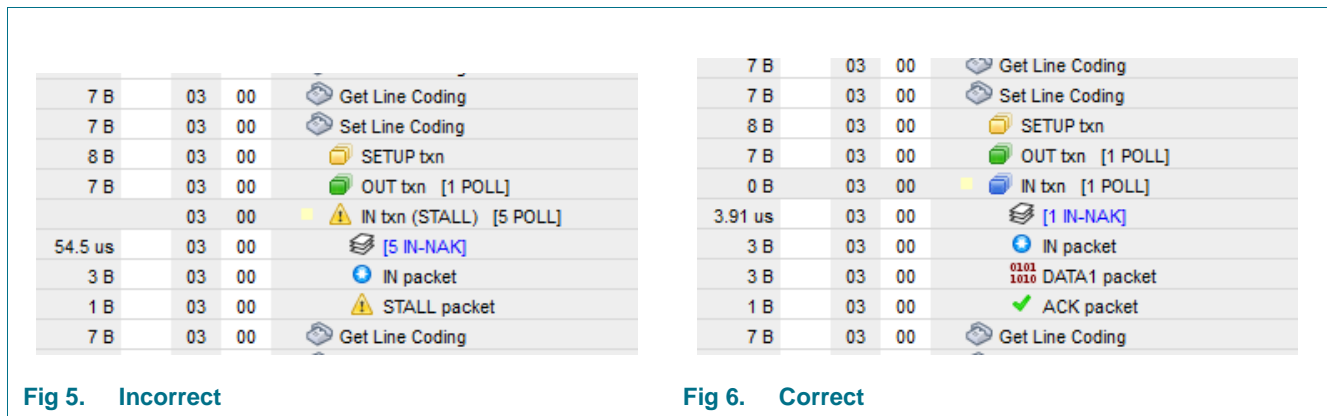 7 B 03 00 Get Line Coding
7 B 03 00 Set Line Coding
8 B 03 00 SETUP txn
7 B 03 00 OUT txn [1 POLL]
03 00 IN txn (STALL) [5 POLL]
54.5 us 03 00 [5 IN-NAK]
3 B 03 00 IN packet
1 B 03 00 STALL packet
7 B 03 00 Get Line Coding
Fig 5. Incorrect
7 B 03 00 Get Line Coding
7 B 03 00 Set Line Coding
8 B 03 00 SETUP txn
7 B 03 00 OUT txn [1 POLL]
0 B 03 00 IN txn [1 POLL]
3.91 us 03 00 [1 IN-NAK]
3 B 03 00 IN packet
3 B 03 00 0101 1010 DATA1 packet
1 B 03 00 ACK packet
7 B 03 00 Get Line Coding
Fig 6. Correct